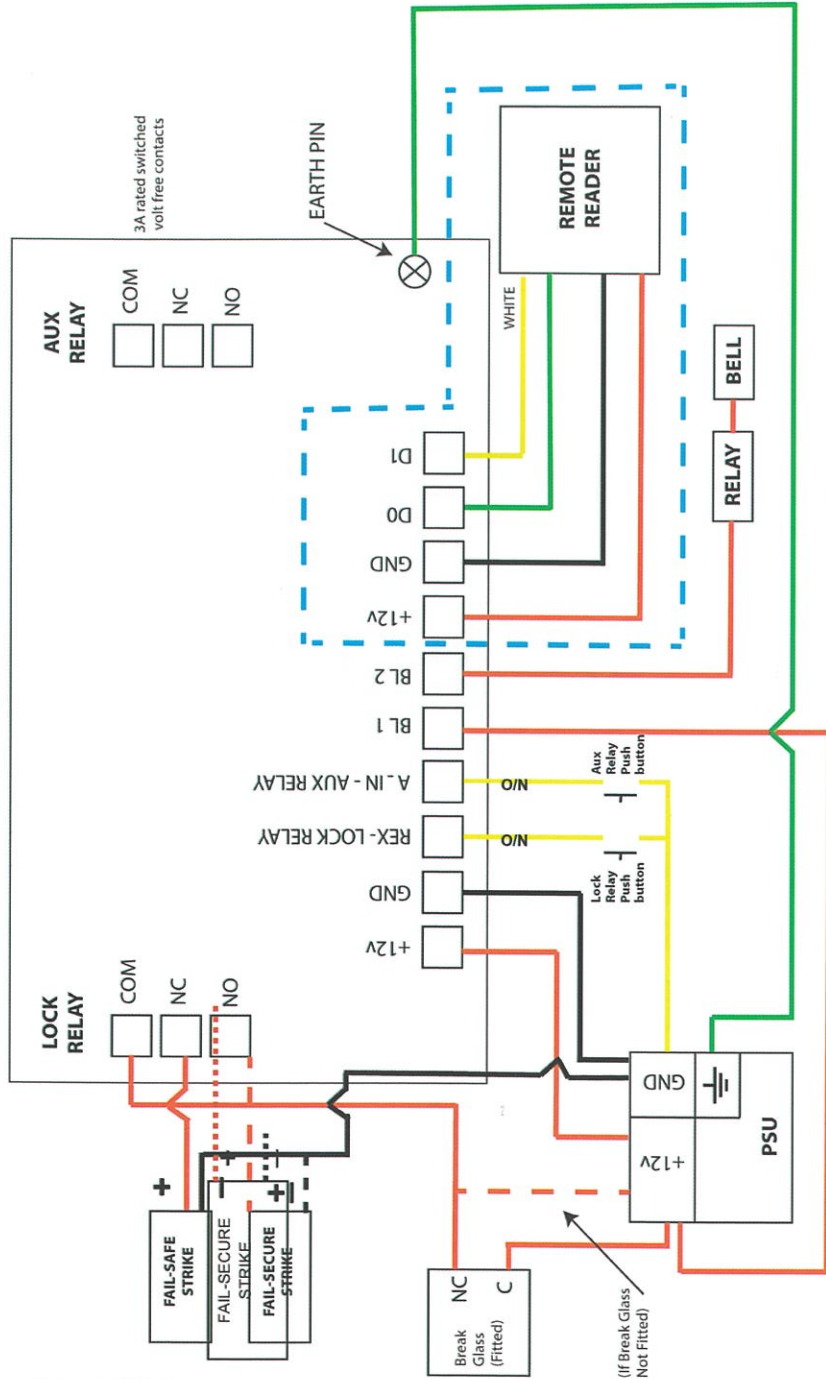 AUX
RELAY
COM
NC
NO
3A rated switched
volt free contacts
EARTH PIN
REMOTE
READER
WHITE
BELL
RELAY
D1
D0
GND
+12v
BL 2
BL 1
A_IN - AUX RELAY
REX- LOCK RELAY
GND
+12v
N/O
Aux
Relay
Push
button
N/O
Lock
Relay
Push
button
LOCK
RELAY
COM
NC
NO
+
FAIL-SAFE
STRIKE
+
FAIL-SECURE
STRIKE
+
FAIL-SECURE
STRIKE
GND
+12v
PSU
NC
C
Break
Glass
(Fitted)
(If Break Glass
Not Fitted)